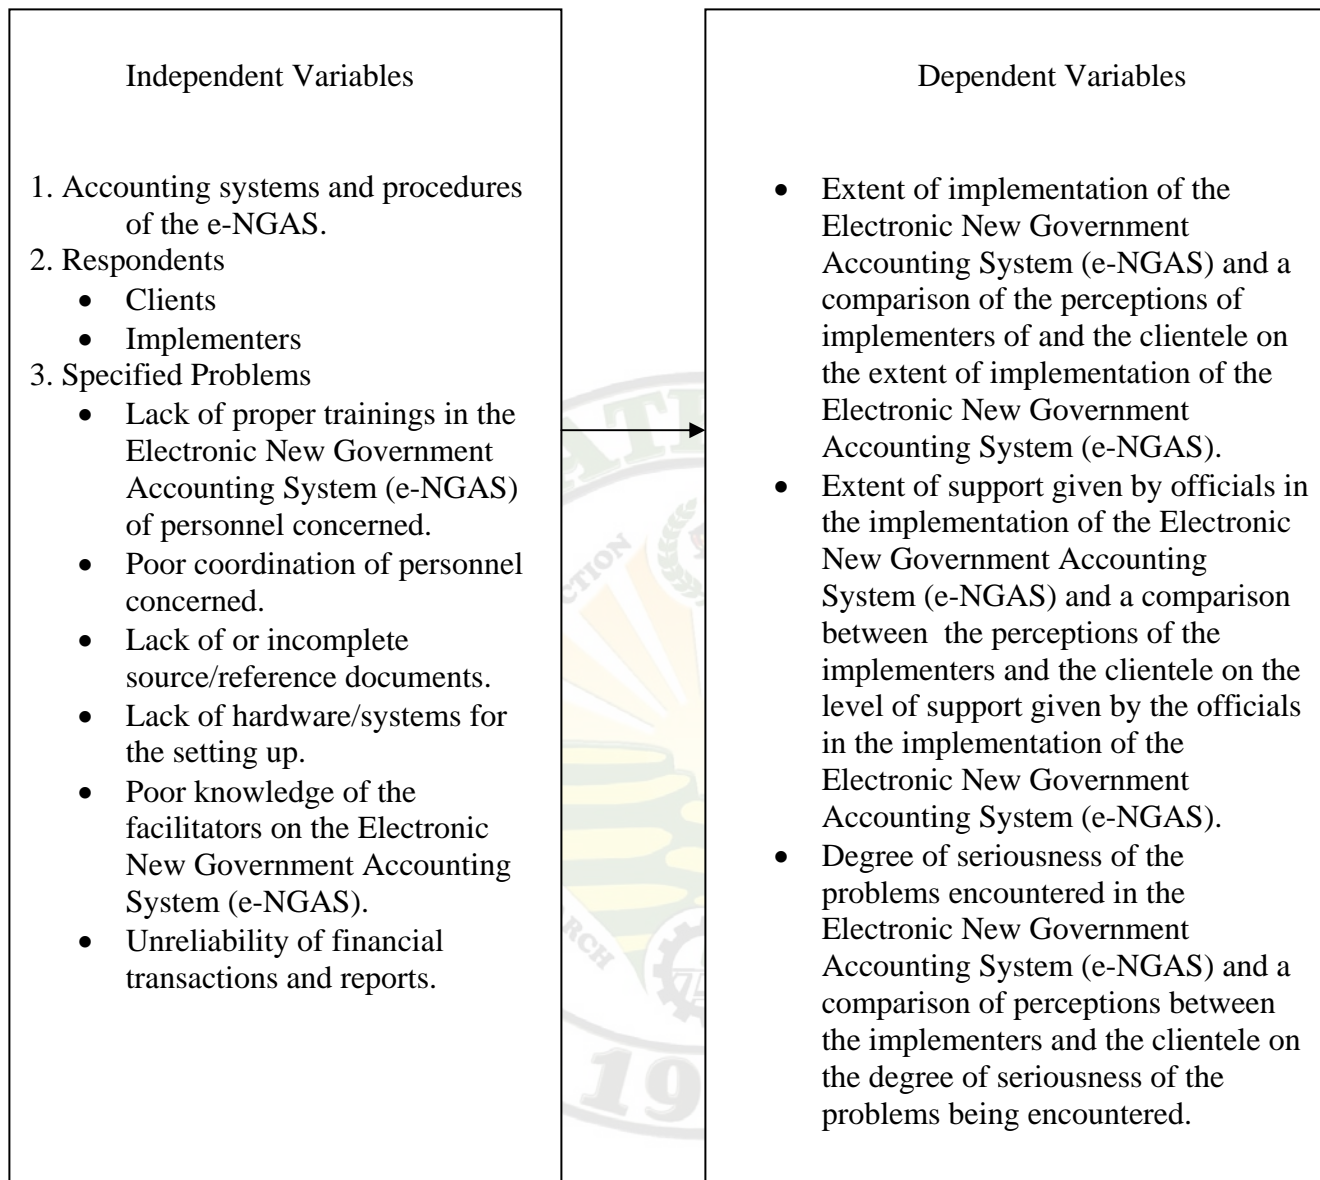 Independent Variables
1. Accounting systems and procedures
of the e-NGAS.
2. Respondents
• Clients
• Implementers
3. Specified Problems
• Lack of proper trainings in the
Electronic New Government
Accounting System (e-NGAS)
of personnel concerned.
• Poor coordination of personnel
concerned.
• Lack of or incomplete
source/reference documents.
• Lack of hardware/systems for
the setting up.
• Poor knowledge of the
facilitators on the Electronic
New Government Accounting
System (e-NGAS).
• Unreliability of financial
transactions and reports.
Dependent Variables
• Extent of implementation of the
Electronic New Government
Accounting System (e-NGAS) and a
comparison of the perceptions of
implementers of and the clientele on
the extent of implementation of the
Electronic New Government
Accounting System (e-NGAS).
• Extent of support given by officials in
the implementation of the Electronic
New Government Accounting
System (e-NGAS) and a comparison
between the perceptions of the
implementers and the clientele on the
level of support given by the officials
in the implementation of the
Electronic New Government
Accounting System (e-NGAS).
• Degree of seriousness of the
problems encountered in the
Electronic New Government
Accounting System (e-NGAS) and a
comparison of perceptions between
the implementers and the clientele on
the degree of seriousness of the
problems being encountered.